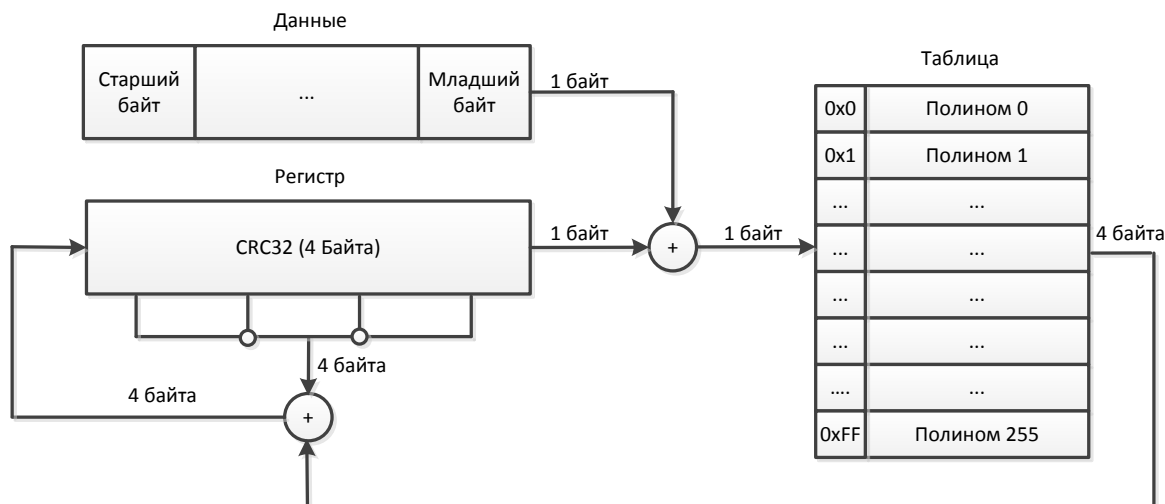 Данные
Старший
байт
...
Младший
байт
1 байт
Регистр
CRC32 (4 Байта)
1 байт
+
1 байт
4 байта
4 байта
+
Таблица
0x0 Полином 0
0x1 Полином 1
... ...
... ...
... ...
... ...
.... ...
0xFF Полином 255
4 байта